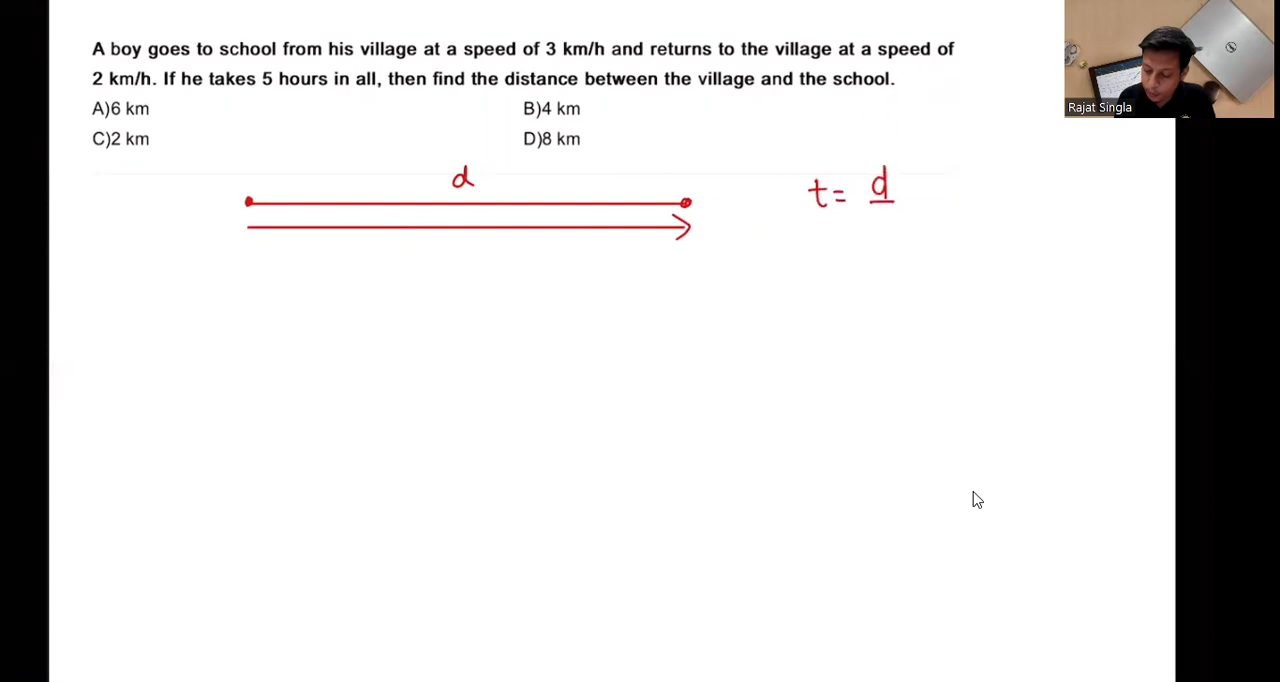 A boy goes to school from his village at a speed of 3 km/h and returns to the village at a speed of
2 km/h. If he takes 5 hours in all, then find the distance between the village and the school.
A)6 km B)4 km
C)2 km D)8 km
d
t= d
Rajat Singla